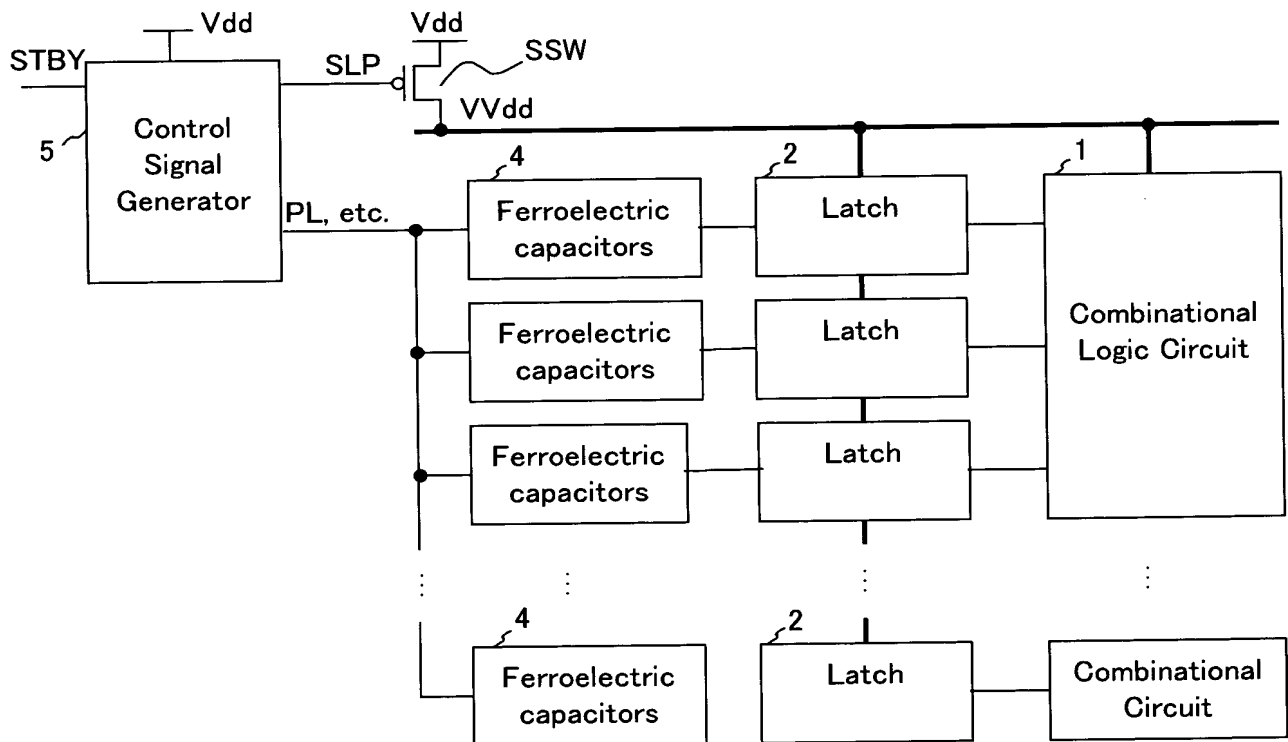 Vdd
Vdd
STBY
SLP
SSW
VVdd
5
Control
Signal
Generator
4
2
1
PL, etc.
Ferroelectric
capacitors
Latch
Ferroelectric
capacitors
Latch
Combinational
Logic Circuit
Ferroelectric
capacitors
Latch
4
2
Ferroelectric
capacitors
Latch
Combinational
Circuit